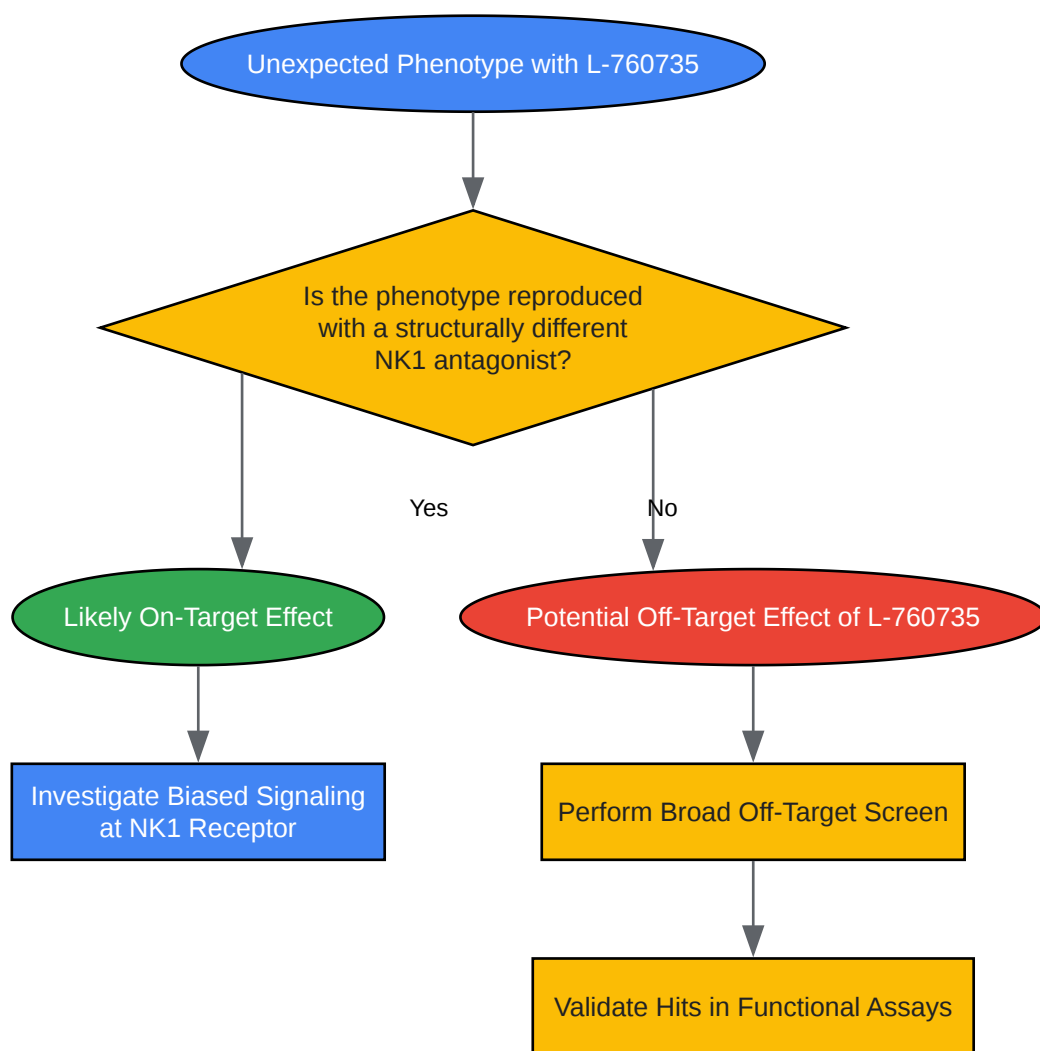 Unexpected Phenotype with L-760735
Is the phenotype reproduced
with a structurally different
NK1 antagonist?
Yes
No
Likely On-Target Effect
Potential Off-Target Effect of L-760735
Investigate Biased Signaling
at NK1 Receptor
Perform Broad Off-Target Screen
Validate Hits in Functional Assays